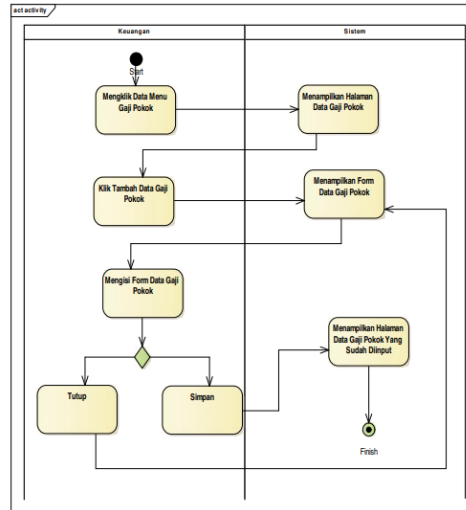 act activity
Keuangan
Sistem
Start
Mengklik Data Menu
Gaji Pokok
Menampilkan Halaman
Data Gaji Pokok
Klik Tambah Data Gaji
Pokok
Menampilkan Form
Data Gaji Pokok
Mengisi Form Data Gaji
Pokok
Menampilkan Halaman
Data Gaji Pokok Yang
Sudah Diinput
Tutup
Simpan
Finish